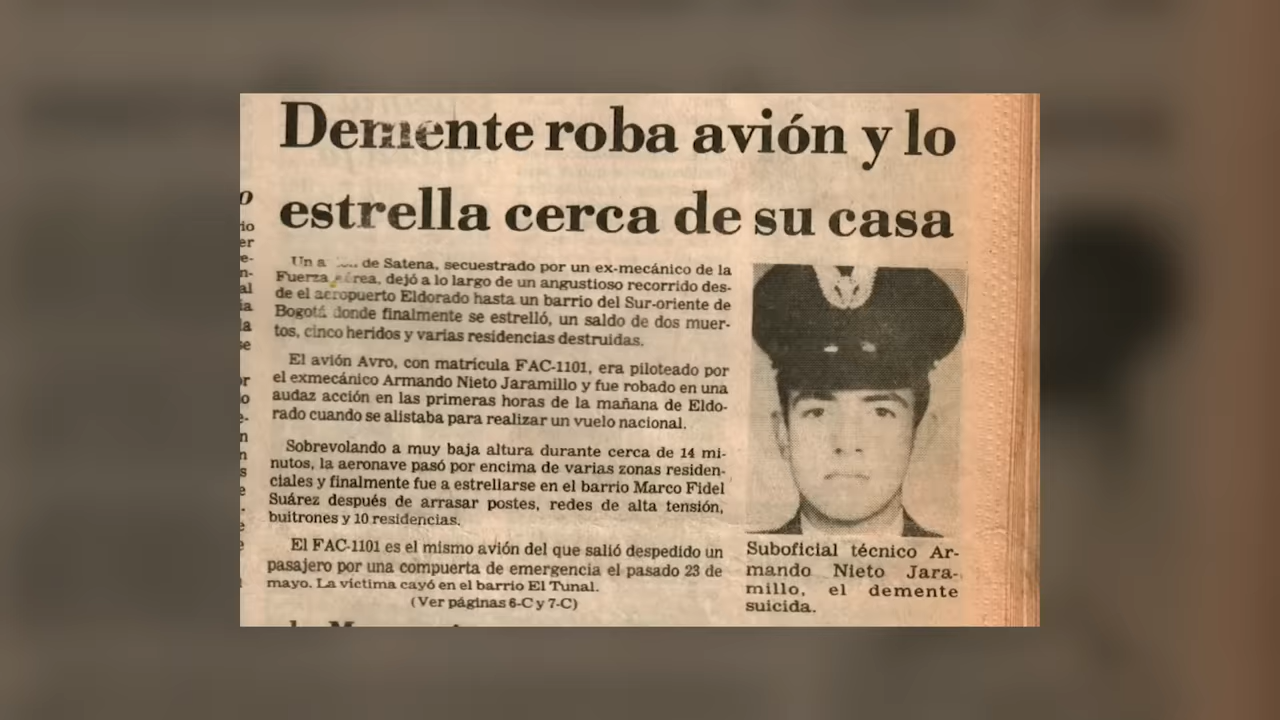 Demente roba avión y lo
estrella cerca de su casa
Un a de Satena, secuestrado por un ex-mecánico de la
Fuerza Aérea, dejó a lo largo de un angustioso recorrido des-
de el aeropuerto Eldorado hasta un barrio del Sur-oriente de
Bogotá donde finalmente se estrelló, un saldo de dos muer-
tos, cinco heridos y varias residencias destruidas.
El avión Avro, con matrícula FAC-1101, era piloteado por
el exmecánico Armando Nieto Jaramillo y fue robado en una
audaz acción en las primeras horas de la mañana de Eldo-
rado cuando se alistaba para realizar un vuelo nacional.
Sobrevolando a muy baja altura durante cerca de 14 mi-
nutos, la aeronave pasó por encima de varias zonas residen-
ciales y finalmente fue a estrellarse en el barrio Marco Fidel
Suárez después de arrasar postes, redes de alta tensión,
buitrones y 10 residencias.
El FAC-1101 es el mismo avión del que salió despedido un
pasajero por una compuerta de emergencia el pasado 23 de
mayo. La víctima cayó en el barrio El Tunal.
(Ver páginas 6-C y 7-C)
Suboficial técnico Ar-
mando Nieto Jara-
millo, el demente
suicida.